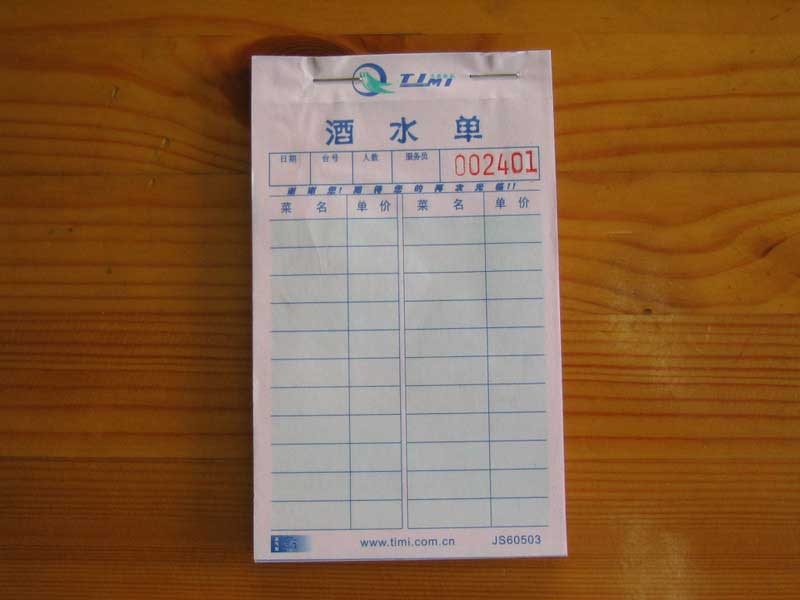 TIMI
酒水单
日期 台号 人数 服务员 002401
谢谢您!期待您的再次光临!!
菜名 单价 菜名 单价
www.timi.com.cn JS60503